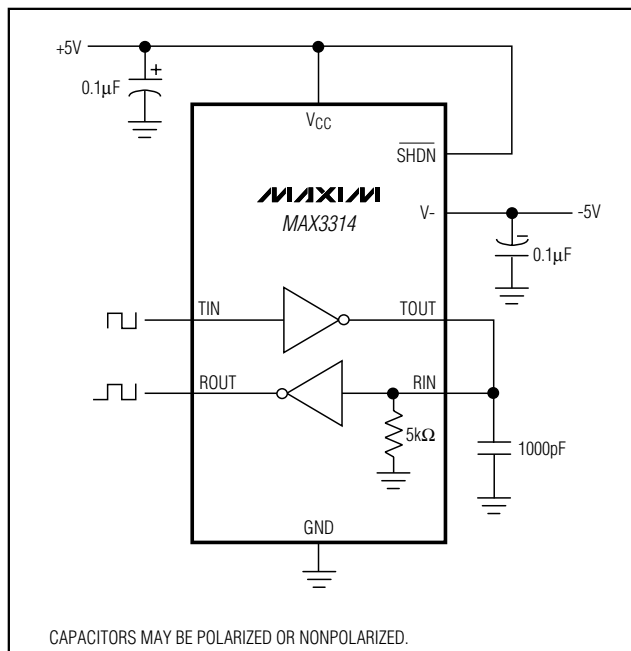 +5V
0.1μF
+
VCC
SHDN
MAXIM
MAX3314
V-
-5V
−
0.1μF
TIN
TOUT
ROUT
RIN
5kΩ
1000pF
GND
CAPACITORS MAY BE POLARIZED OR NONPOLARIZED.